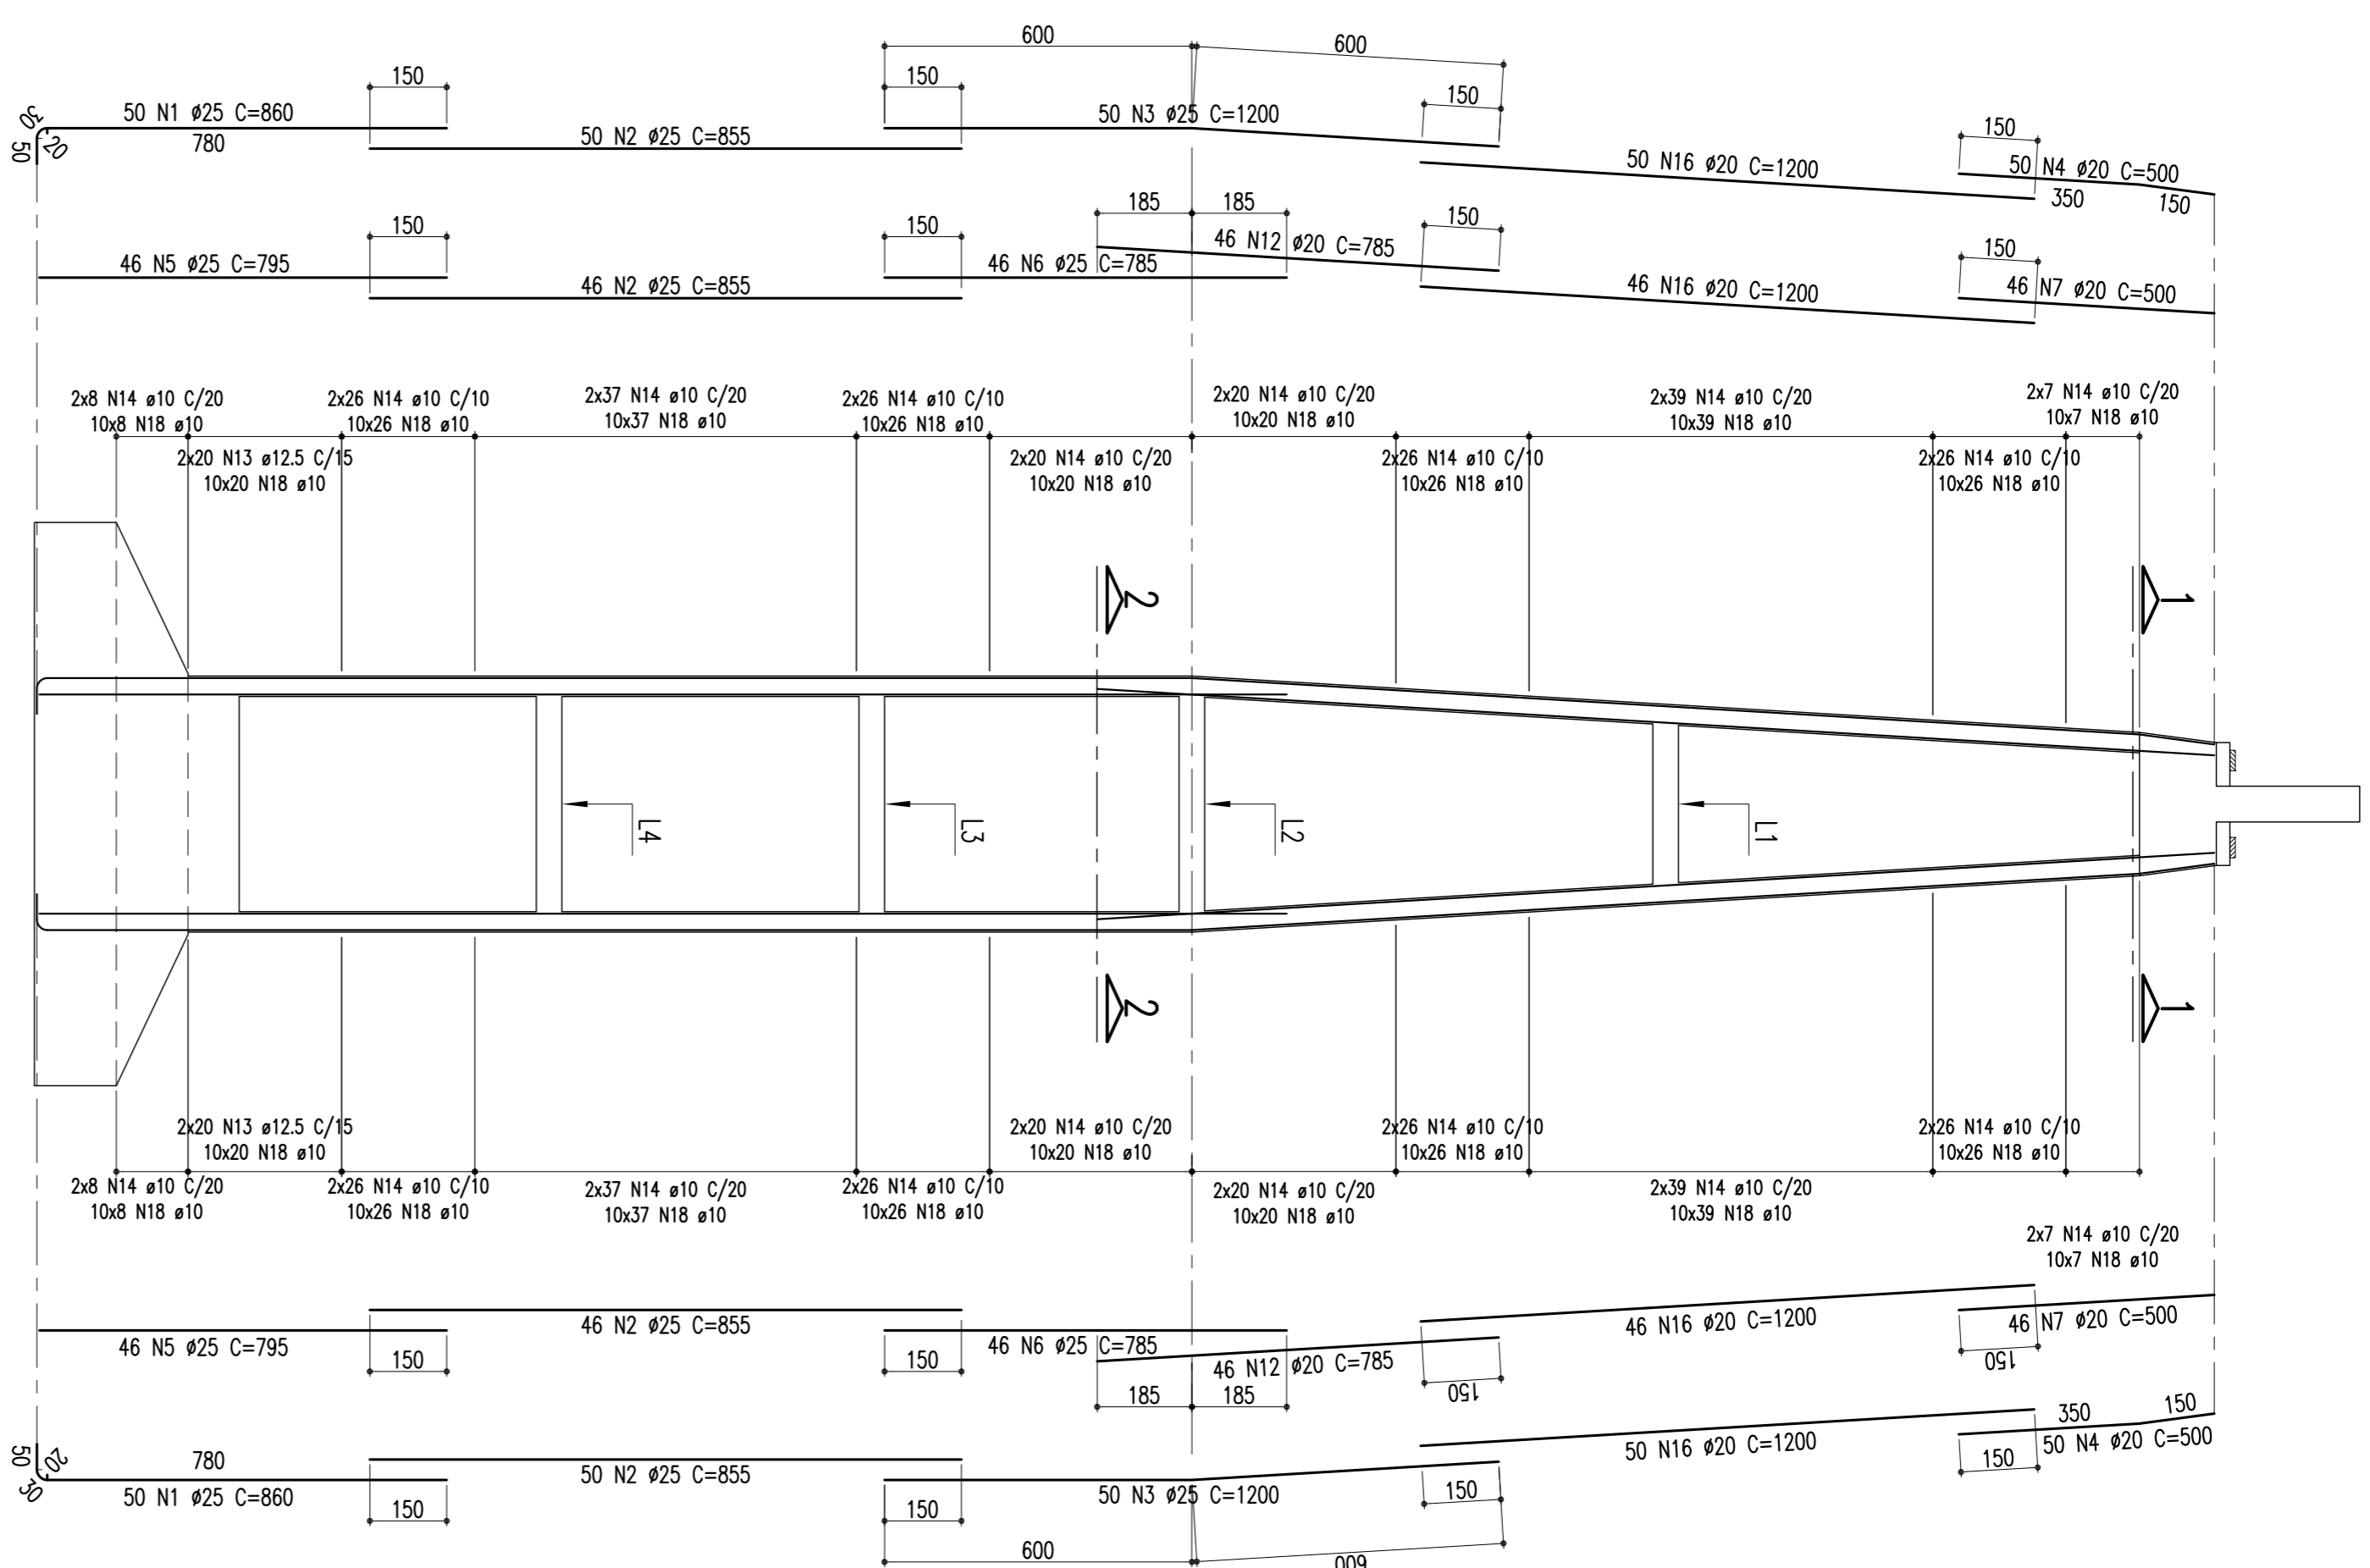 600
600
150
150
150
50 N1 ø25 C=860
50 N3 ø25 C=1200
30
20
50
780
50 N2 ø25 C=855
150
50 N16 ø20 C=1200
50 N4 ø20 C=500
350
150
185
185
150
150
150
46 N12 ø20 C=785
150
46 N5 ø25 C=795
46 N6 ø25 C=785
46 N2 ø25 C=855
46 N16 ø20 C=1200
46 N7 ø20 C=500
2x8 N14 ø10 C/20
10x8 N18 ø10
2x26 N14 ø10 C/10
10x26 N18 ø10
2x37 N14 ø10 C/20
10x37 N18 ø10
2x26 N14 ø10 C/10
10x26 N18 ø10
2x20 N14 ø10 C/20
10x20 N18 ø10
2x39 N14 ø10 C/20
10x39 N18 ø10
2x7 N14 ø10 C/20
10x7 N18 ø10
2x20 N13 ø12.5 C/15
10x20 N18 ø10
2x20 N14 ø10 C/20
10x20 N18 ø10
2x26 N14 ø10 C/10
10x26 N18 ø10
2x26 N14 ø10 C/10
10x26 N18 ø10
2
1
L4
L3
L2
L1
2
1
2x20 N13 ø12.5 C/15
10x20 N18 ø10
2x20 N14 ø10 C/20
10x20 N18 ø10
2x26 N14 ø10 C/10
10x26 N18 ø10
2x26 N14 ø10 C/10
10x26 N18 ø10
2x8 N14 ø10 C/20
10x8 N18 ø10
2x26 N14 ø10 C/10
10x26 N18 ø10
2x37 N14 ø10 C/20
10x37 N18 ø10
2x26 N14 ø10 C/10
10x26 N18 ø10
2x20 N14 ø10 C/20
10x20 N18 ø10
2x39 N14 ø10 C/20
10x39 N18 ø10
2x7 N14 ø10 C/20
10x7 N18 ø10
46 N5 ø25 C=795
46 N2 ø25 C=855
46 N6 ø25 C=785
46 N12 ø20 C=785
46 N16 ø20 C=1200
46 N7 ø20 C=500
150
150
150
150
185
185
350
150
780
50
20
30
50 N1 ø25 C=860
50 N2 ø25 C=855
50 N3 ø25 C=1200
50 N16 ø20 C=1200
50 N4 ø20 C=500
150
150
150
150
600
600